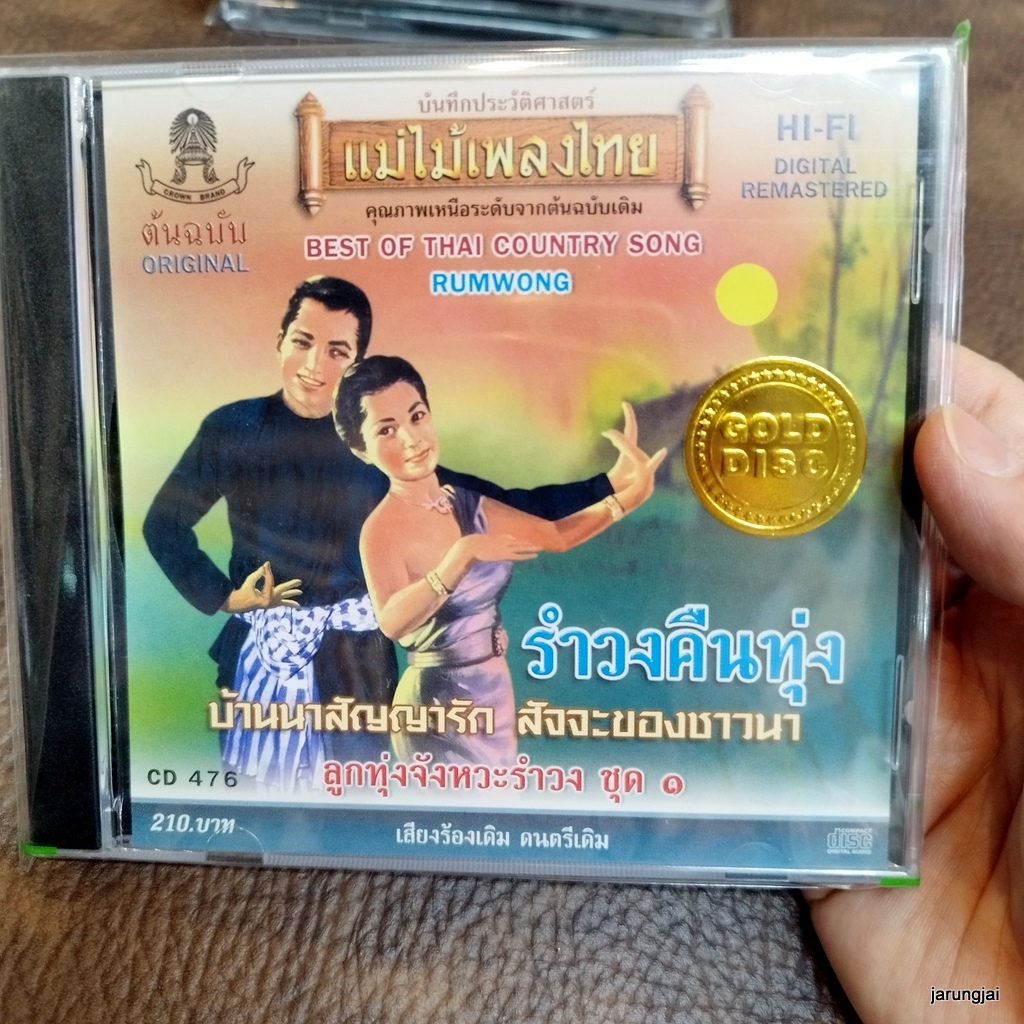 บันทึกประวัติศาสตร์
แม่ไม้เพลงไทย
คุณภาพเหนือระดับจากต้นฉบับเดิม
CROWN BRAND
ต้นฉบับ
ORIGINAL
HI-FI
DIGITAL
REMASTERED
BEST OF THAI COUNTRY SONG
RUMWONG
GOLD
DISC
รำวงคืนทุ่ง
บ้านนาสัญญารัก สัจจะของชาวนา
CD 476
ลูกทุ่งจังหวะรำวง ชุด ๑
210.บาท
เสียงร้องเดิม ดนตรีเดิม
COMPACT
disc
DIGITAL AUDIO
jarungjai